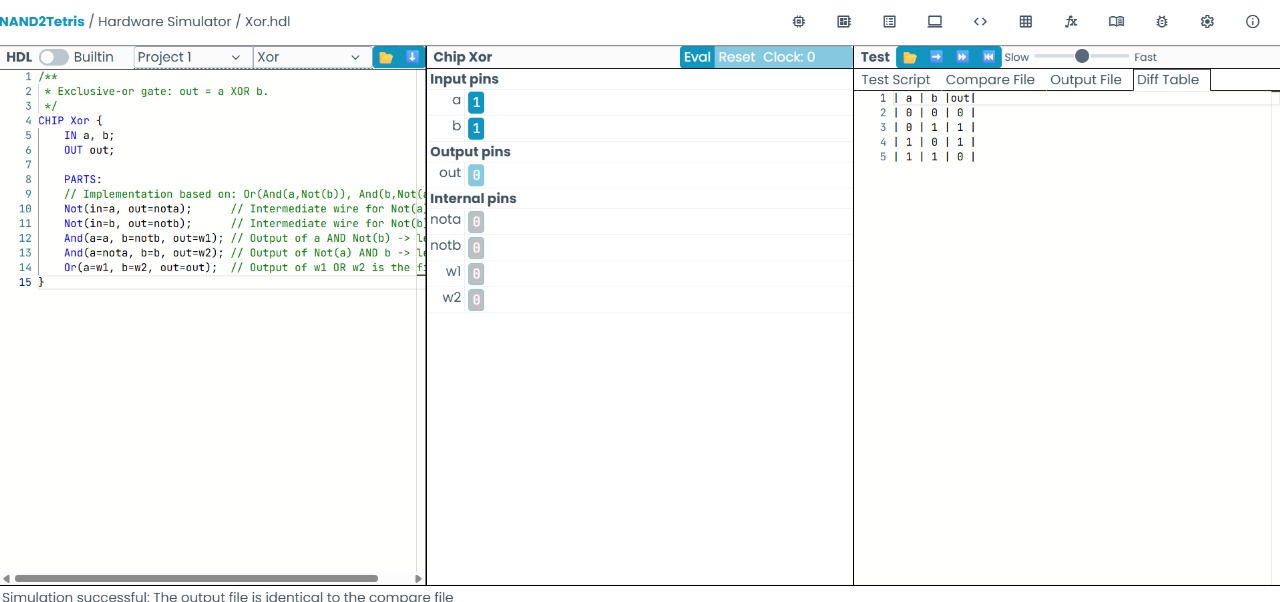 NAND2Tetris / Hardware Simulator / Xor.hdl
HDL Builtin Project 1 Xor
1 /**
2 * Exclusive-or gate: out = a XOR b.
3 */
4 CHIP Xor {
5 IN a, b;
6 OUT out;
7
8 PARTS:
9 // Implementation based on: Or(And(a,Not(b)), And(b,Not(a
10 Not(in=a, out=nota); // Intermediate wire for Not(a
11 Not(in=b, out=notb); // Intermediate wire for Not(b
12 And(a=a, b=notb, out=w1); // Output of a AND Not(b) -> le
13 And(a=nota, b=b, out=w2); // Output of Not(a) AND b -> le
14 Or(a=w1, b=w2, out=out); // Output of w1 OR w2 is the fi
15 }
Chip Xor Eval Reset Clock: 0
Input pins
a 1
b 1
Output pins
out 0
Internal pins
nota 0
notb 0
w1 0
w2 0
Test Slow Fast
Test Script Compare File Output File Diff Table
1 | a | b |out|
2 | 0 | 0 | 0 |
3 | 0 | 1 | 1 |
4 | 1 | 0 | 1 |
5 | 1 | 1 | 0 |
Simulation successful: The output file is identical to the compare file